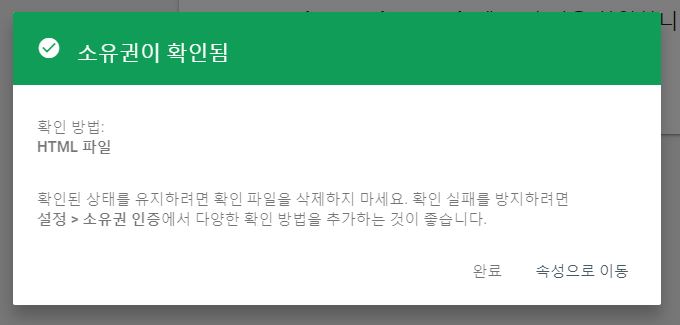 소유권이 확인됨
확인 방법:
HTML 파일
확인된 상태를 유지하려면 확인 파일을 삭제하지 마세요. 확인 실패를 방지하려면
설정 > 소유권 인증에서 다양한 확인 방법을 추가하는 것이 좋습니다.
완료 속성으로 이동